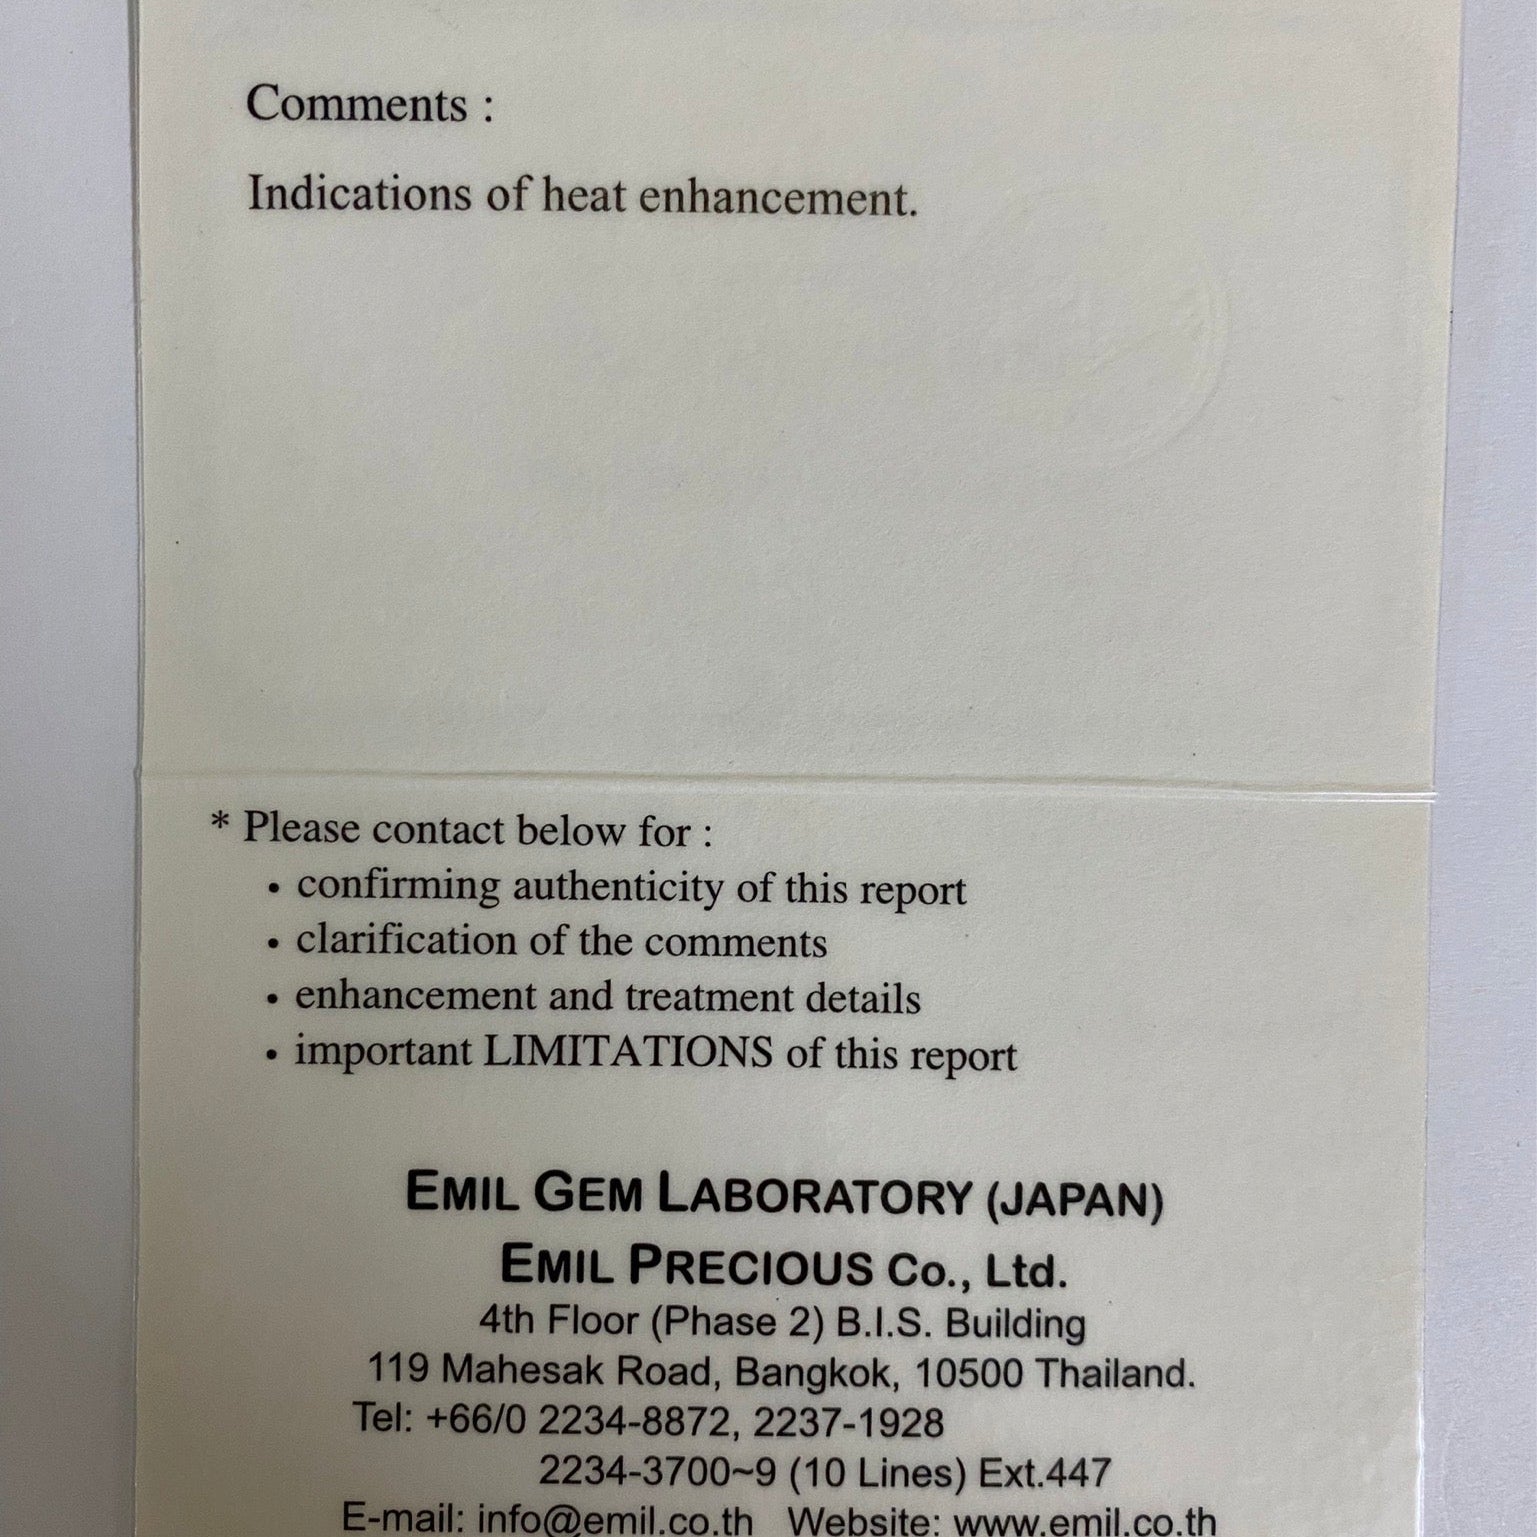 Comments :
Indications of heat enhancement.
* Please contact below for :
• confirming authenticity of this report
• clarification of the comments
• enhancement and treatment details
• important LIMITATIONS of this report
EMIL GEM LABORATORY (JAPAN)
EMIL PRECIOUS Co., Ltd.
4th Floor (Phase 2) B.I.S. Building
119 Mahesak Road, Bangkok, 10500 Thailand.
Tel: +66/0 2234-8872, 2237-1928
2234-3700~9 (10 Lines) Ext.447
E-mail: info@emil.co.th Website: www.emil.co.th